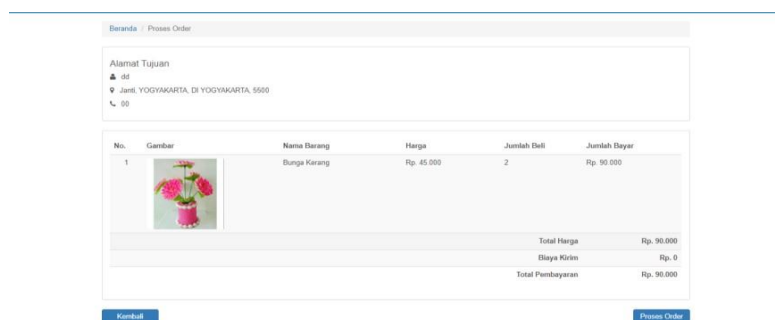 Beranda / Proses Order
Alamat Tujuan
dd
Janti, YOGYAKARTA, DI YOGYAKARTA, 5500
00
No. Gambar Nama Barang Harga Jumlah Beli Jumlah Bayar
1 Bunga Karang Rp. 45.000 2 Rp. 90.000
Total Harga Rp. 90.000
Biaya Kirim Rp. 0
Total Pembayaran Rp. 90.000
Kembali Proses Order